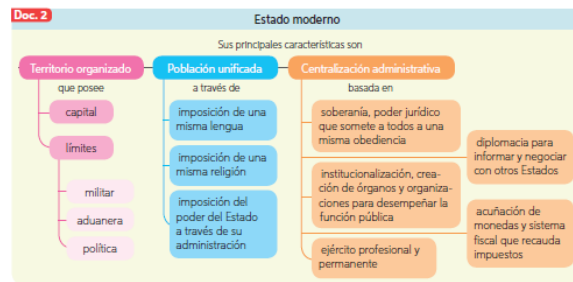 Doc. 2
Estado moderno
Sus principales características son
Territorio organizado
Población unificada
Centralización administrativa
que posee
a través de
basada en
capital
límites
militar
aduanera
política
imposición de una
misma lengua
imposición de una
misma religión
imposición del
poder del Estado
a través de su
administración
soberanía, poder jurídico
que somete a todos a una
misma obediencia
institucionalización, crea-
ción de órganos y organiza-
ciones para desempeñar la
función pública
ejército profesional y
permanente
diplomacia para
informar y negociar
con otros Estados
acuñación de
monedas y sistema
fiscal que recauda
impuestos